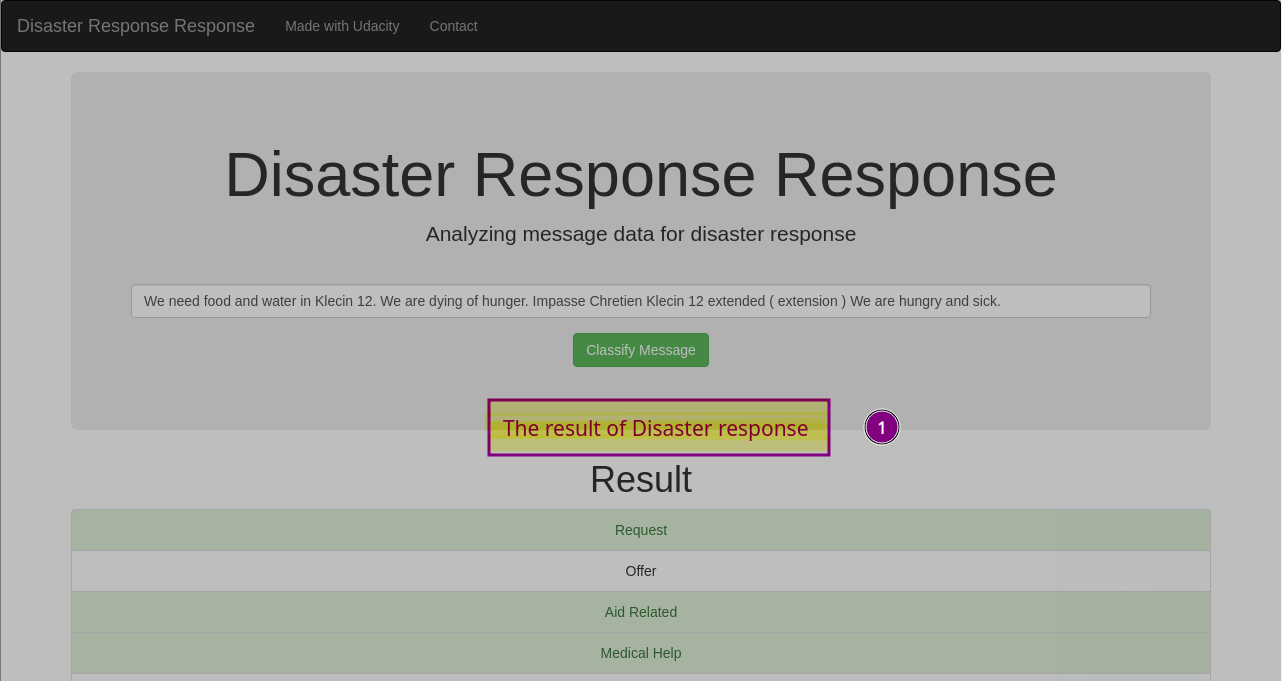 Disaster Response Response Made with Udacity Contact
Disaster Response Response
Analyzing message data for disaster response
We need food and water in Klecin 12. We are dying of hunger. Impasse Chretien Klecin 12 extended ( extension ) We are hungry and sick.
Classify Message
The result of Disaster response 1
Result
Request
Offer
Aid Related
Medical Help